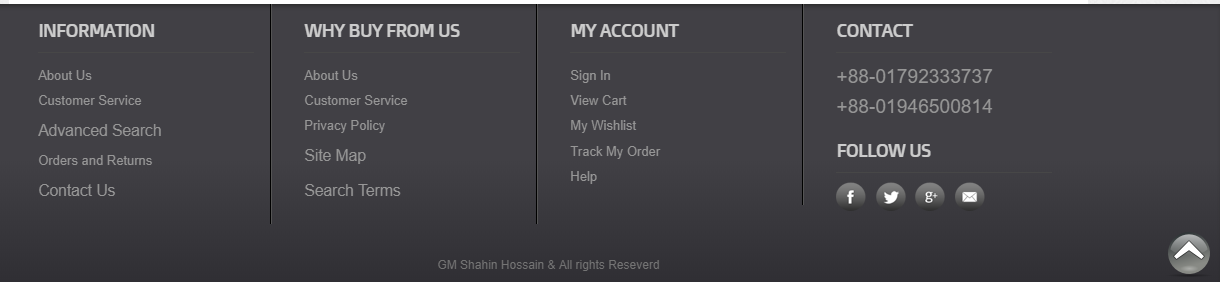 INFORMATION
About Us
Customer Service
Advanced Search
Orders and Returns
Contact Us
WHY BUY FROM US
About Us
Customer Service
Privacy Policy
Site Map
Search Terms
MY ACCOUNT
Sign In
View Cart
My Wishlist
Track My Order
Help
CONTACT
+88-01792333737
+88-01946500814
FOLLOW US
f
g+
GM Shahin Hossain & All rights Reseverd